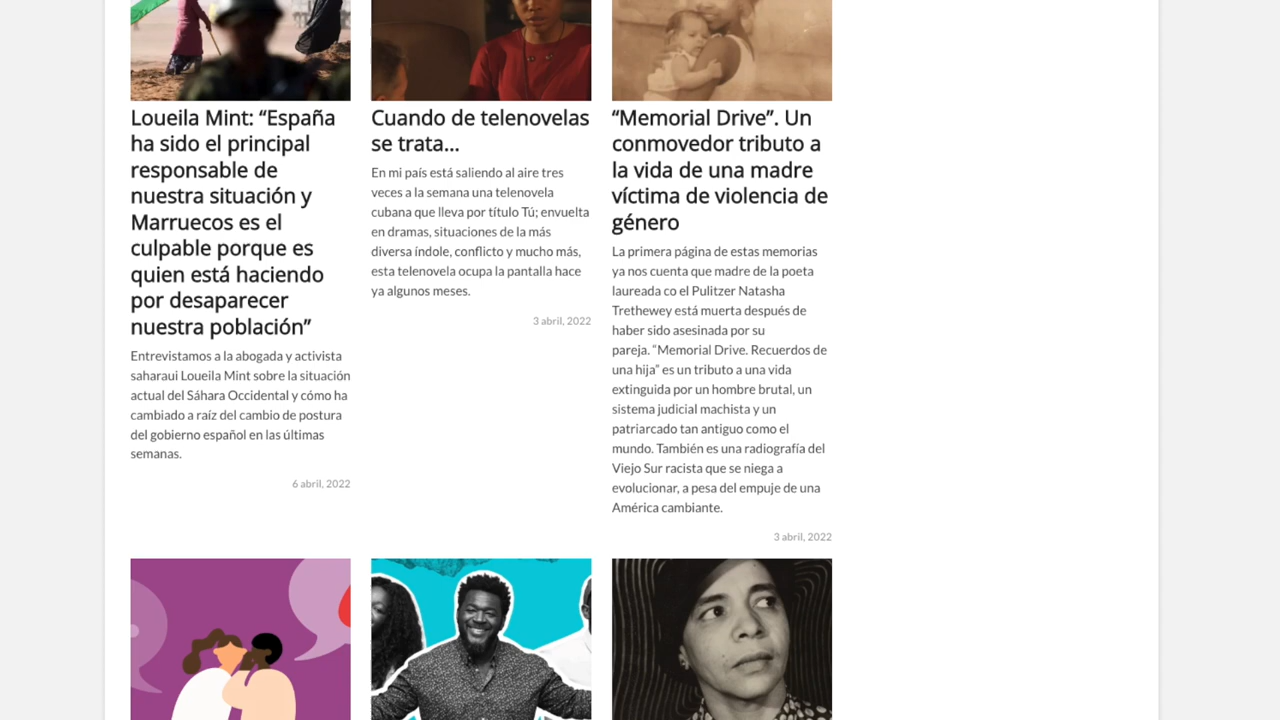 Loueila Mint: “España
ha sido el principal
responsable de
nuestra situación y
Marruecos es el
culpable porque es
quien está haciendo
por desaparecer
nuestra población”
Entrevistamos a la abogada y activista
saharaui Loueila Mint sobre la situación
actual del Sáhara Occidental y cómo ha
cambiado a raíz del cambio de postura
del gobierno español en las últimas
semanas.
6 abril, 2022
Cuando de telenovelas
se trata…
En mi país está saliendo al aire tres
veces a la semana una telenovela
cubana que lleva por título Tú; envuelta
en dramas, situaciones de la más
diversa índole, conflicto y mucho más,
esta telenovela ocupa la pantalla hace
ya algunos meses.
3 abril, 2022
“Memorial Drive”. Un
conmovedor tributo a
la vida de una madre
víctima de violencia de
género
La primera página de estas memorias
ya nos cuenta que madre de la poeta
laureada co el Pulitzer Natasha
Trethewey está muerta después de
haber sido asesinada por su
pareja. “Memorial Drive. Recuerdos de
una hija” es un tributo a una vida
extinguida por un hombre brutal, un
sistema judicial machista y un
patriarcado tan antiguo como el
mundo. También es una radiografía del
Viejo Sur racista que se niega a
evolucionar, a pesa del empuje de una
América cambiante.
3 abril, 2022